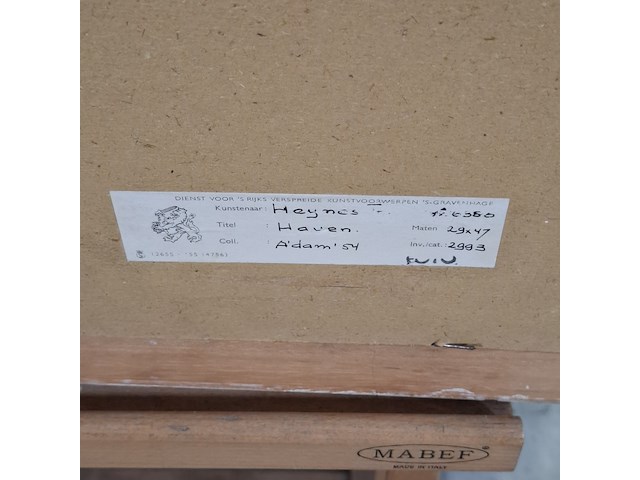 DIENST VOOR 'S RIJKS VERSPREIDE KUNSTVOORWERPEN 'S-GRAVENHAGE
Kunstenaar: Heynes
Titel : Haven. Maten 29x47
Coll. : A'dam '54 Inv./cat.: 2993
MABEF
MADE IN ITALY